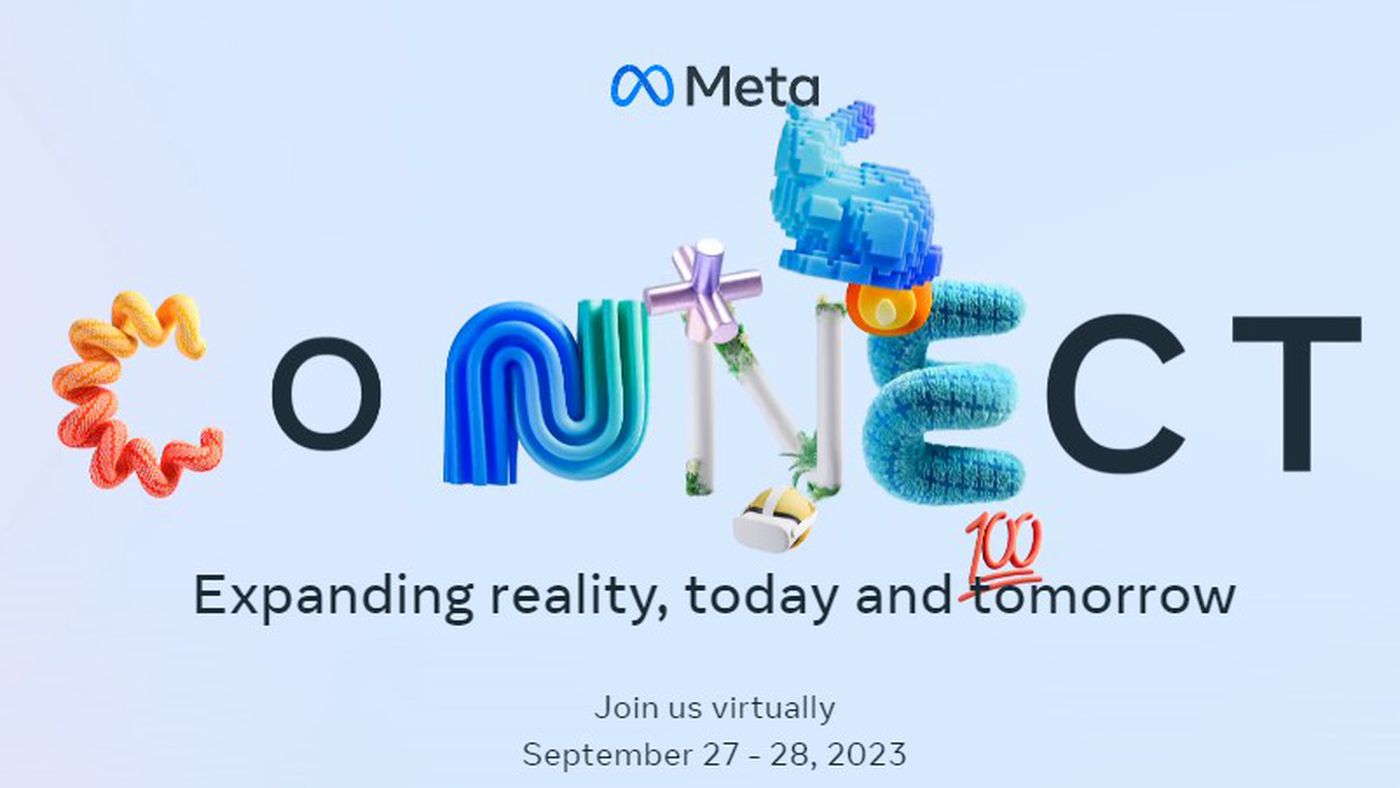 Meta
CoNNECT
100
Expanding reality, today and tomorrow
Join us virtually
September 27 - 28, 2023